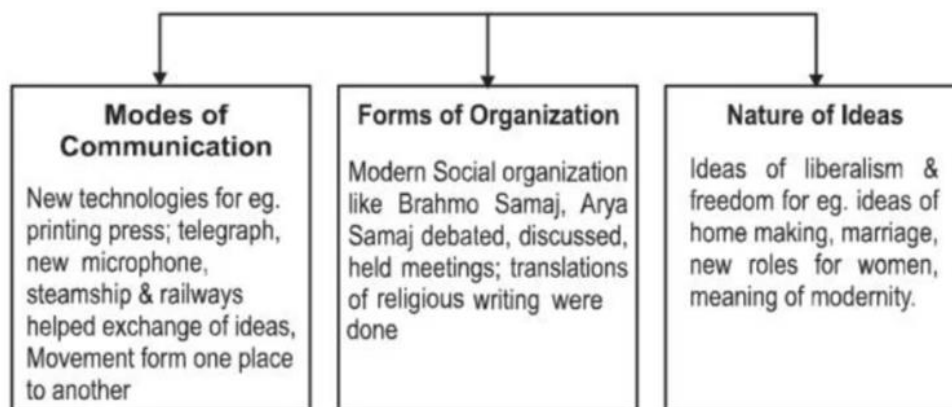 Modes of
Communication
New technologies for eg.
printing press; telegraph,
new microphone,
steamship & railways
helped exchange of ideas,
Movement form one place
to another
Forms of Organization
Modern Social organization
like Brahmo Samaj, Arya
Samaj debated, discussed,
held meetings; translations
of religious writing were
done
Nature of Ideas
Ideas of liberalism &
freedom for eg. ideas of
home making, marriage,
new roles for women,
meaning of modernity.